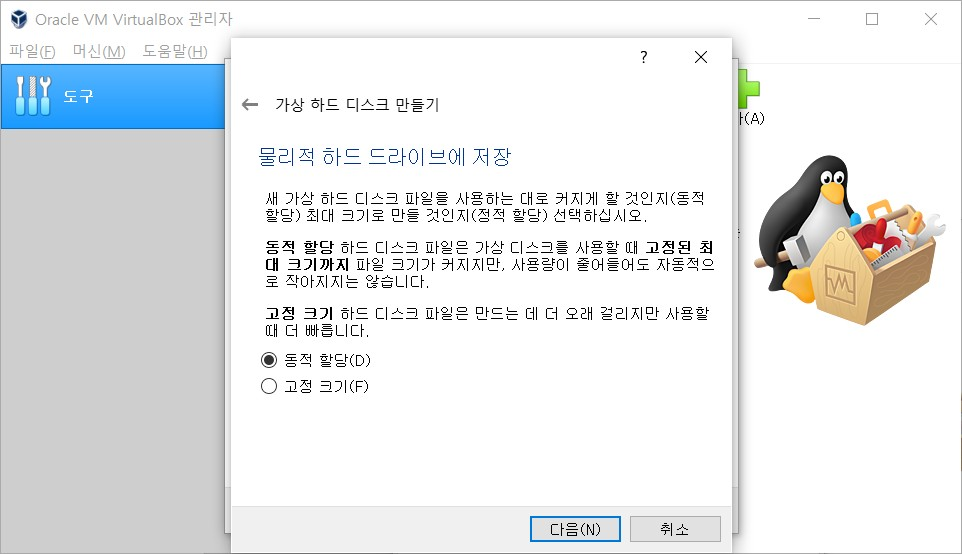 Oracle VM VirtualBox 관리자
파일(F) 머신(M) 도움말(H)
도구
?
가상 하드 디스크 만들기
(A)
물리적 하드 드라이브에 저장
새 가상 하드 디스크 파일을 사용하는 대로 커지게 할 것인지(동적
할당) 최대 크기로 만들 것인지(정적 할당) 선택하십시오.
동적 할당 하드 디스크 파일은 가상 디스크를 사용할 때 고정된 최
대 크기까지 파일 크기가 커지지만, 사용량이 줄어들어도 자동적으
로 작아지지는 않습니다.
고정 크기 하드 디스크 파일은 만드는 데 더 오래 걸리지만 사용할
때 더 빠릅니다.
동적 할당(D)
고정 크기(F)
다음(N) 취소